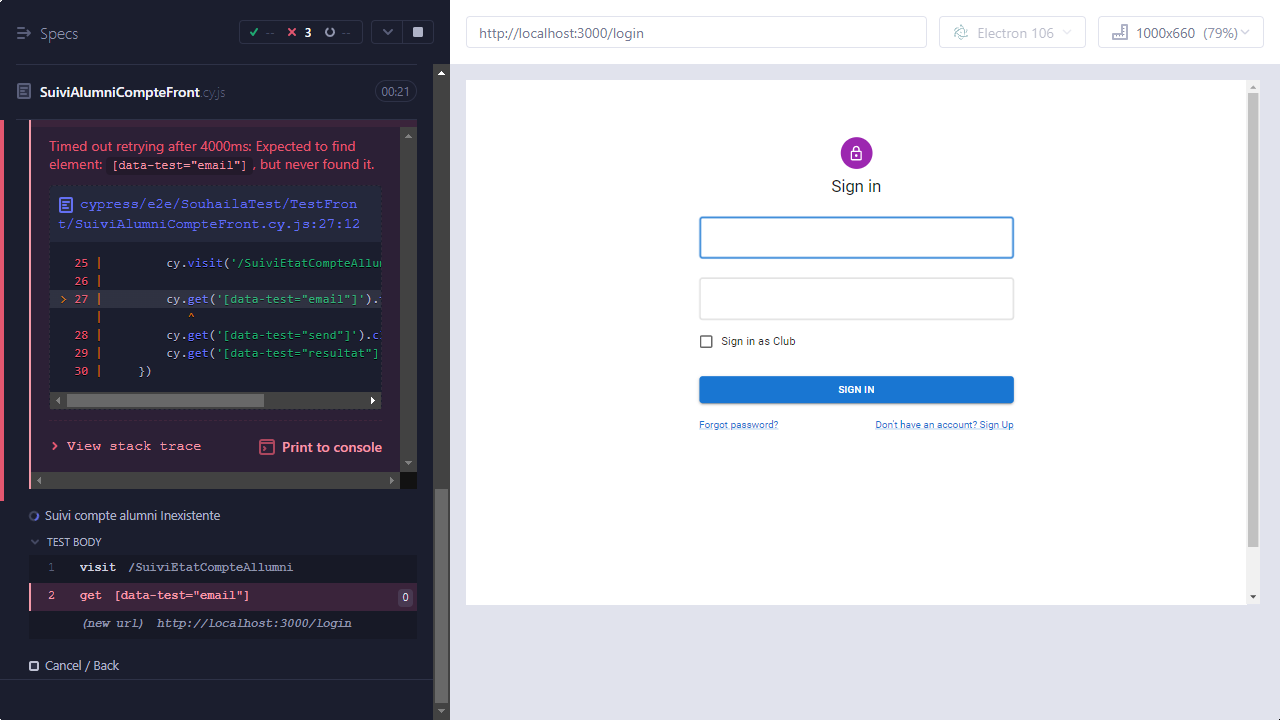 Specs
-- 3 --
SuiviAlumniCompteFront.cy.js 00:21
Timed out retrying after 4000ms: Expected to find
element: [data-test="email"], but never found it.
cypress/e2e/SouhailaTest/TestFron
t/SuiviAlumniCompteFront.cy.js:27:12
25 | cy.visit('/SuiviEtatCompteAllum
26 |
> 27 | cy.get('[data-test="email"]').
| ^
28 | cy.get('[data-test="send"]').c
29 | cy.get('[data-test="resultat"]
30 | })
> View stack trace Print to console
Suivi compte alumni Inexistente
TEST BODY
1 visit /SuiviEtatCompteAllumni
2 get [data-test="email"] 0
(new url) http://localhost:3000/login
Cancel / Back
http://localhost:3000/login
Electron 106
1000x660 (79%)
Sign in
Sign in as Club
SIGN IN
Forgot password? Don't have an account? Sign Up